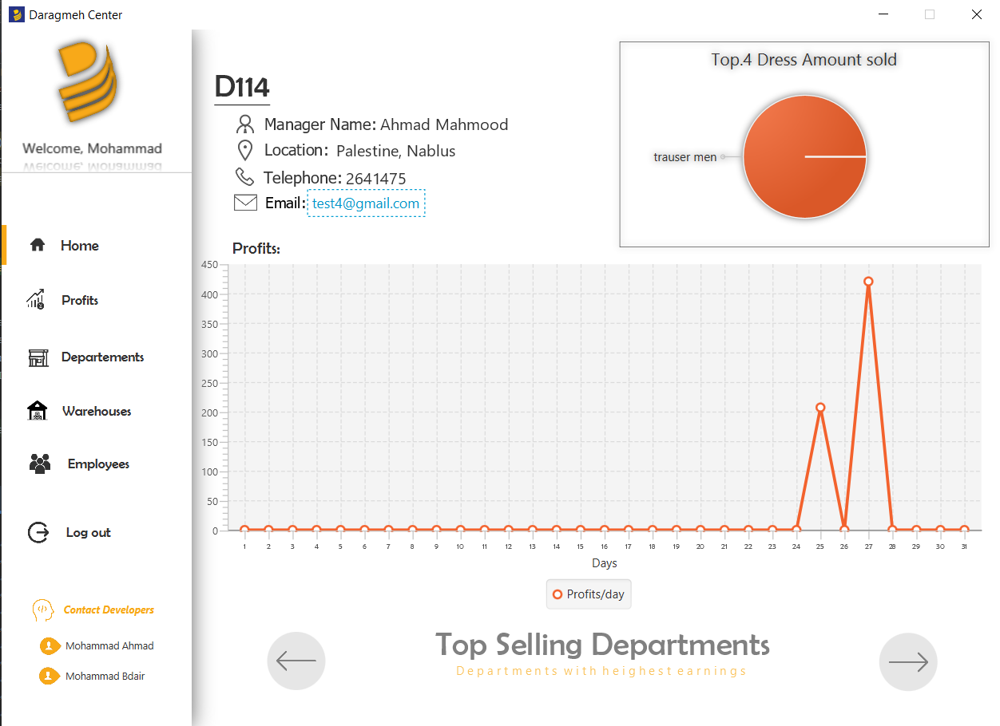 Daragmeh Center
Welcome, Mohammad
Home
Profits
Departements
Warehouses
Employees
Log out
Contact Developers
Mohammad Ahmad
Mohammad Bdair
D114
Manager Name: Ahmad Mahmood
Location: Palestine, Nablus
Telephone: 2641475
Email: test4@gmail.com
Top.4 Dress Amount sold
trauser men
Profits:
450
400
350
300
250
200
150
100
50
0
1 2 3 4 5 6 7 8 9 10 11 12 13 14 15 16 17 18 19 20 21 22 23 24 25 26 27 28 29 30 31
Days
Profits/day
Top Selling Departments
Departments with heighest earnings